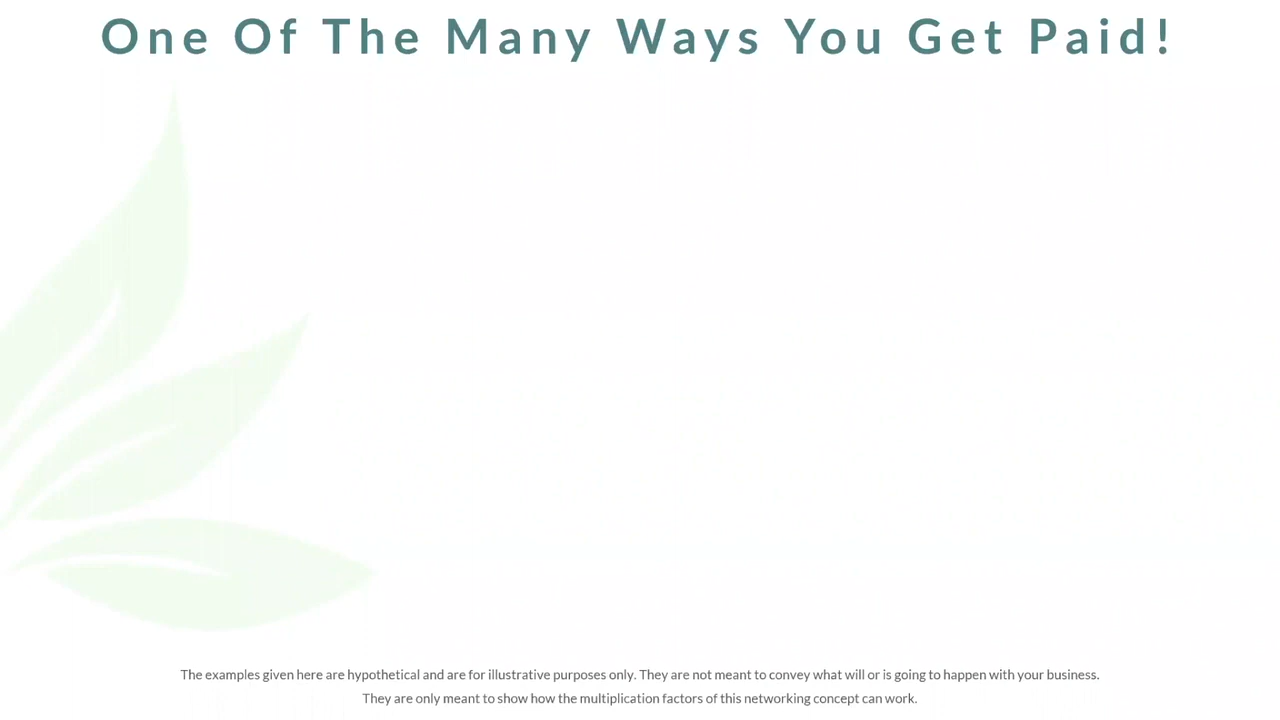 One Of The Many Ways You Get Paid!
The examples given here are hypothetical and are for illustrative purposes only. They are not meant to convey what will or is going to happen with your business.
They are only meant to show how the multiplication factors of this networking concept can work.